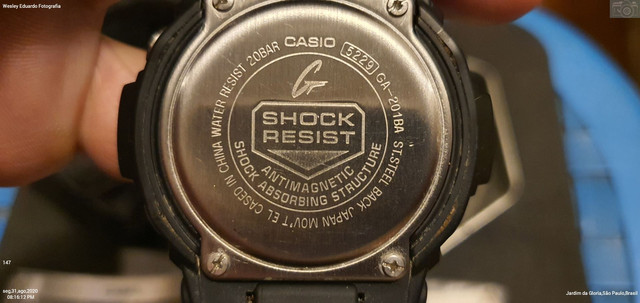 Wesley Eduardo Fotografia
CASIO 5229 GA-201BA ST.STEEL BACK JAPAN MOV'T EL CASED IN CHINA WATER RESIST 20BAR
G
SHOCK
RESIST
ANTIMAGNETIC
SHOCK ABSORBING STRUCTURE
147
seg,31,ago,2020
08:16:12 PM
Jardim da Gloria,São Paulo,Brasil